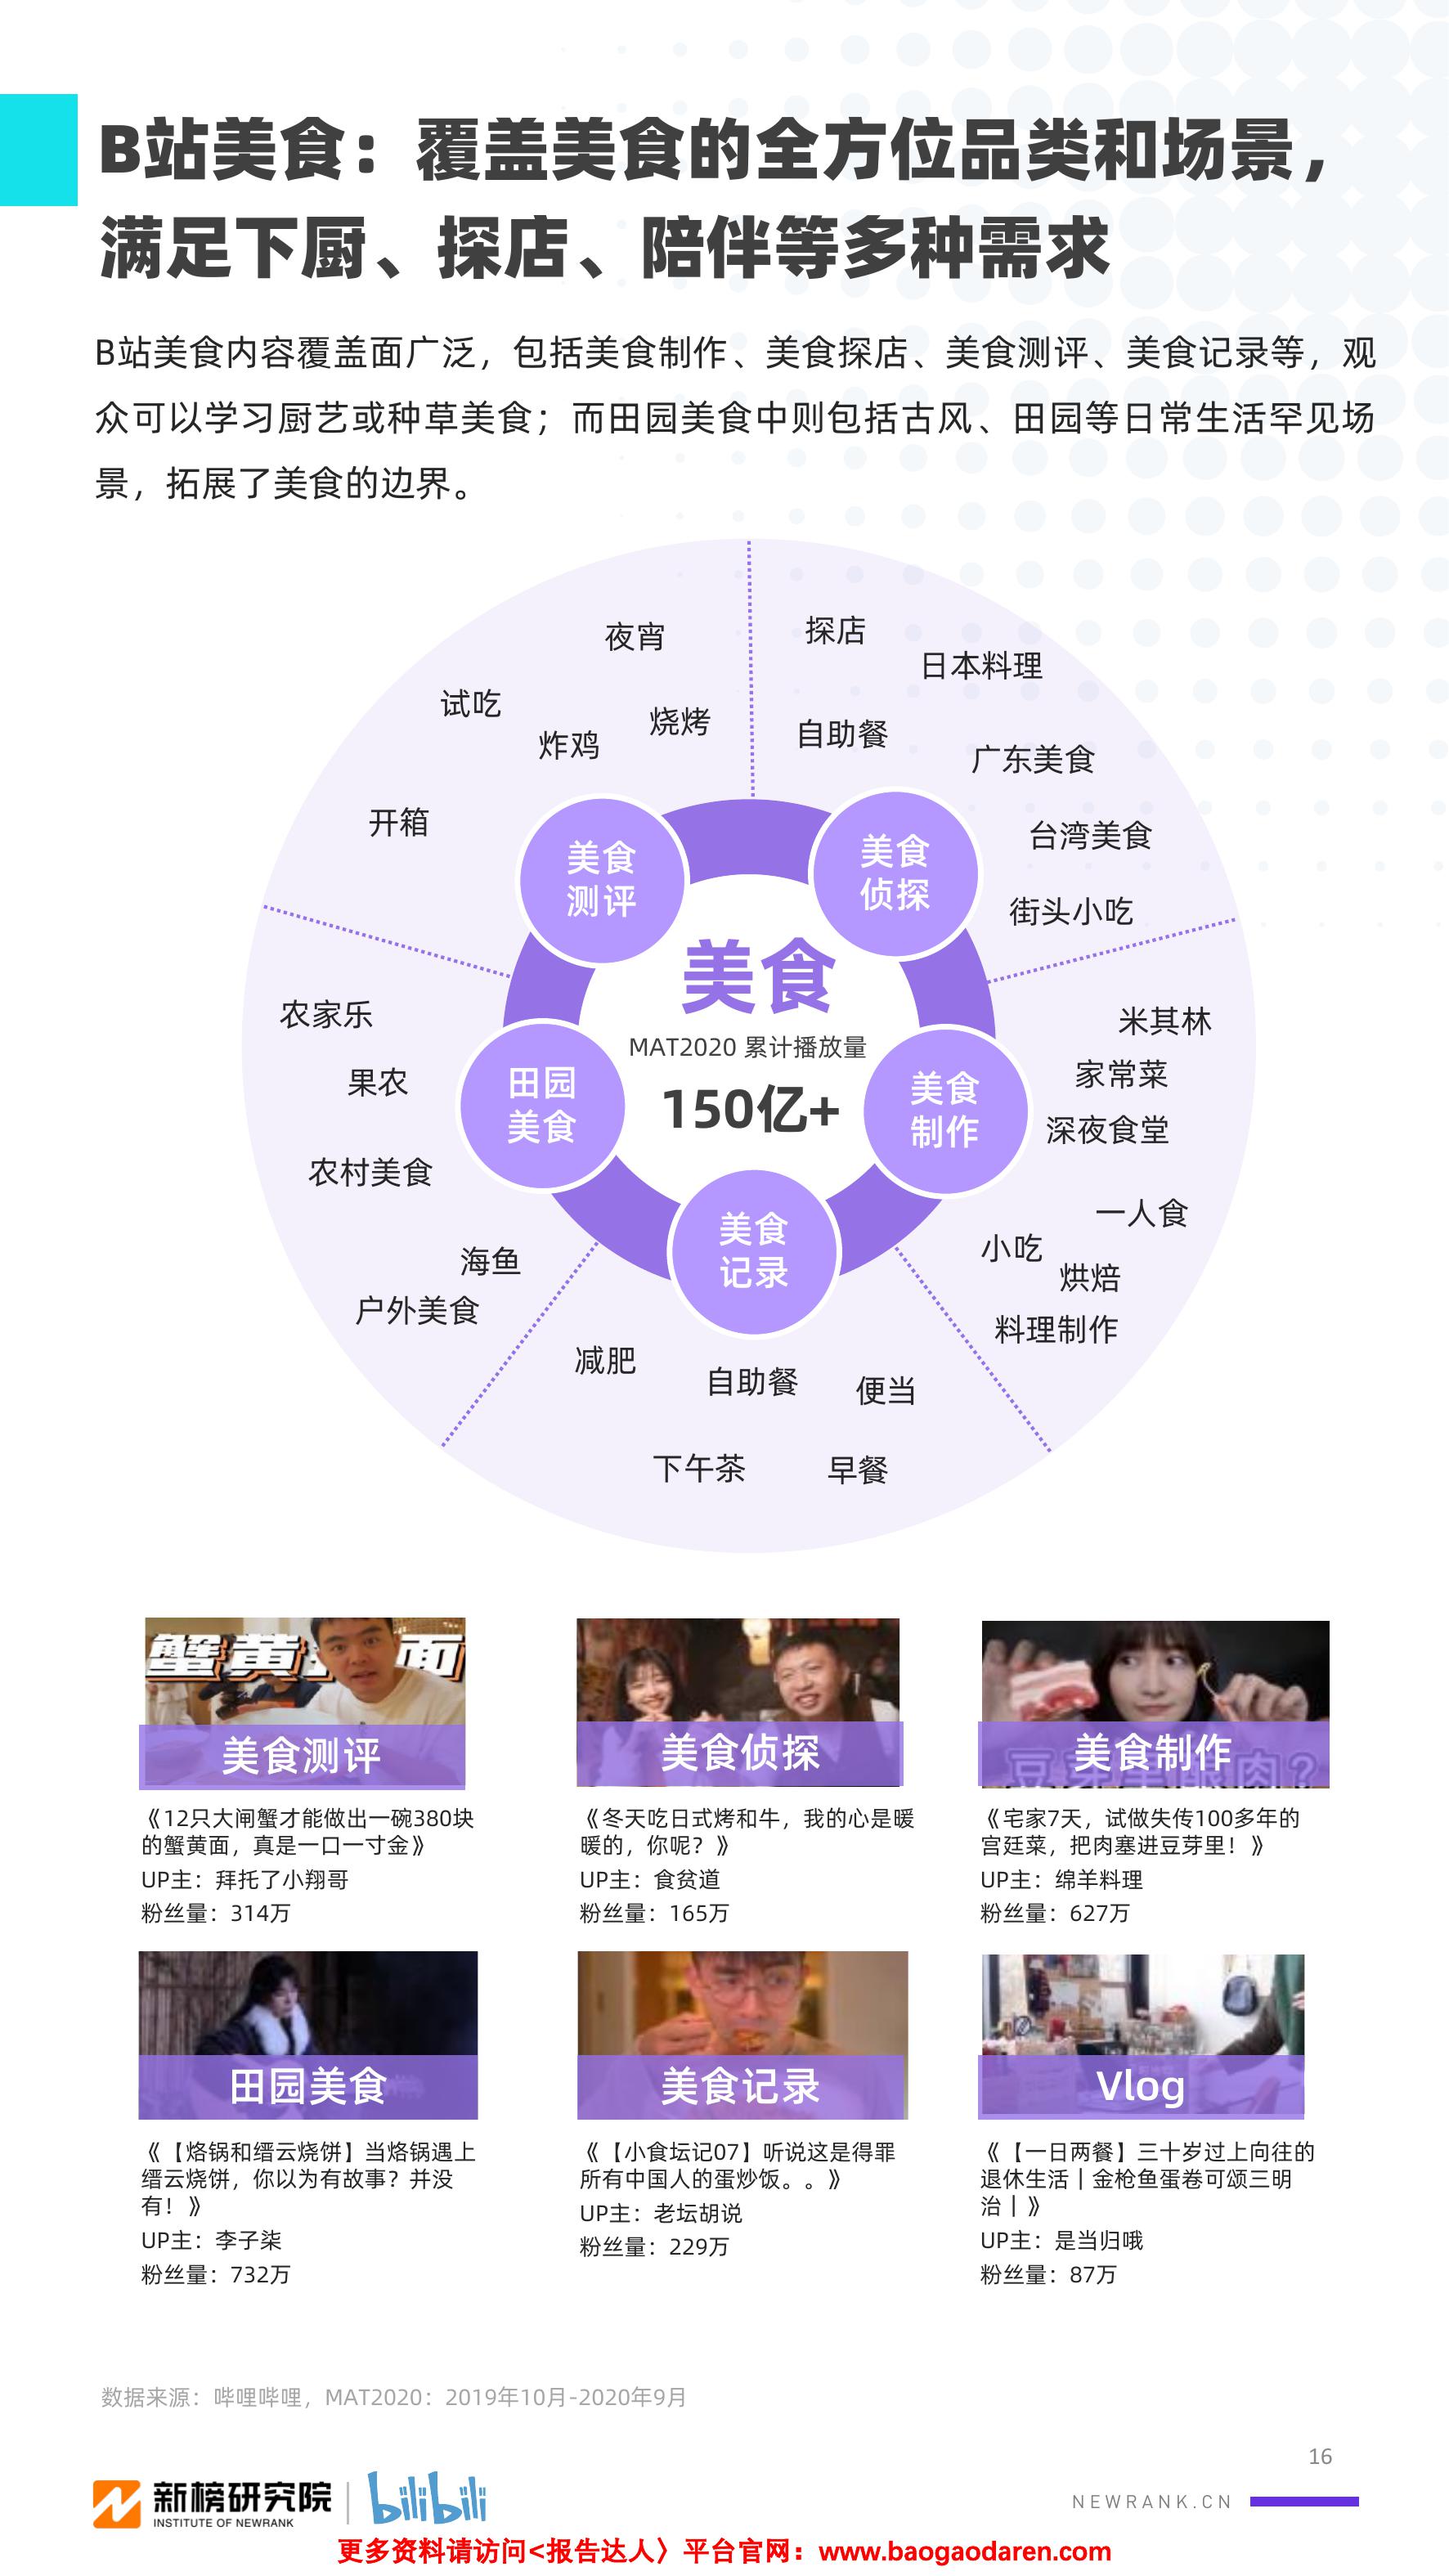 B站美食：覆盖美食的全方位品类和场景，
满足下厨、探店、陪伴等多种需求
B站美食内容覆盖面广泛，包括美食制作、美食探店、美食测评、美食记录等，观
众可以学习厨艺或种草美食；而田园美食中则包括古风、田园等日常生活罕见场
景，拓展了美食的边界。
夜宵
试吃
炸鸡
烧烤
开箱
探店
日本料理
自助餐
广东美食
台湾美食
街头小吃
美食
测评
美食
侦探
美食
MAT2020 累计播放量
150亿+
田园
美食
美食
制作
美食
记录
农家乐
果农
农村美食
海鱼
户外美食
米其林
家常菜
深夜食堂
一人食
小吃
烘焙
料理制作
减肥
自助餐
便当
下午茶
早餐
蟹黄 面
美食测评
《12只大闸蟹才能做出一碗380块
的蟹黄面，真是一口一寸金》
UP主：拜托了小翔哥
粉丝量：314万
美食侦探
《冬天吃日式烤和牛，我的心是暖
暖的，你呢？》
UP主：食贫道
粉丝量：165万
美食制作
《宅家7天，试做失传100多年的
宫廷菜，把肉塞进豆芽里！》
UP主：绵羊料理
粉丝量：627万
田园美食
《【烙锅和缙云烧饼】当烙锅遇上
缙云烧饼，你以为有故事？并没
有！》
UP主：李子柒
粉丝量：732万
美食记录
《【小食坛记07】听说这是得罪
所有中国人的蛋炒饭。。》
UP主：老坛胡说
粉丝量：229万
Vlog
《【一日两餐】三十岁过上向往的
退休生活丨金枪鱼蛋卷可颂三明
治丨》
UP主：是当归哦
粉丝量：87万
数据来源：哔哩哔哩，MAT2020：2019年10月-2020年9月
16
新榜研究院
INSTITUTE OF NEWRANK
bilibili
NEWRANK.CN
更多资料请访问<报告达人〉平台官网：www.baogaodaren.com